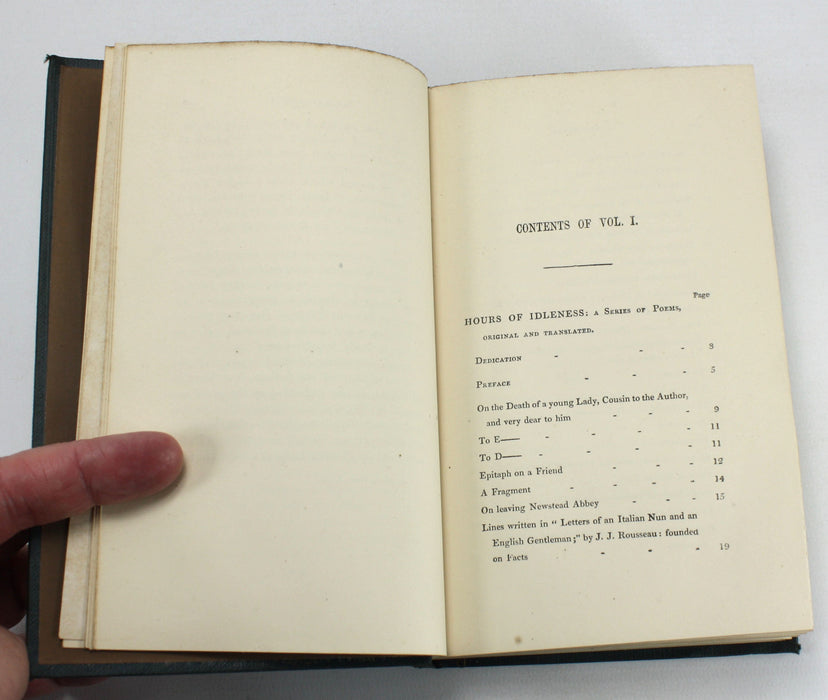 CONTENTS OF VOL. I.
Page
HOURS OF IDLENESS; A SERIES OF POEMS,
ORIGINAL AND TRANSLATED.
DEDICATION - - - 3
PREFACE - - - 5
On the Death of a young Lady, Cousin to the Author,
and very dear to him - - - 9
To E—— - - - - 11
To D—— - - - 11
Epitaph on a Friend - - - 12
A Fragment - - - - 14
On leaving Newstead Abbey - - - 15
Lines written in "Letters of an Italian Nun and an
English Gentleman;" by J. J. Rousseau: founded
on Facts - - - - 19